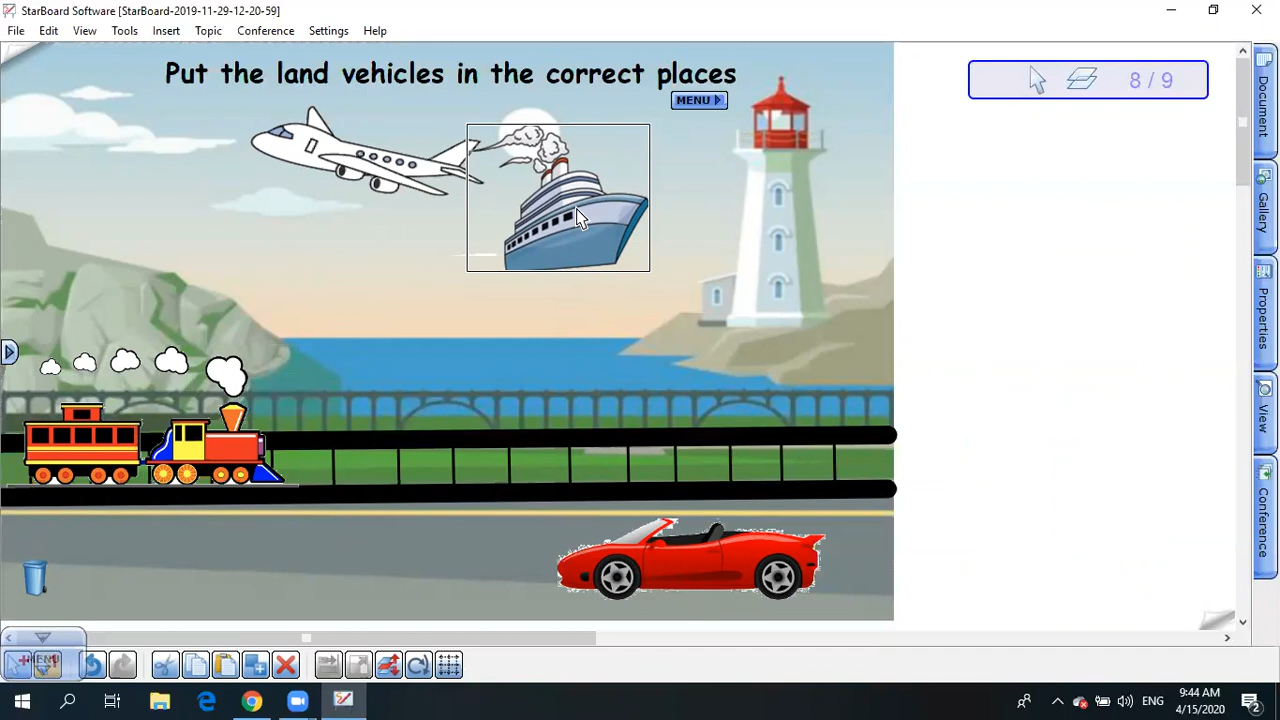 StarBoard Software [StarBoard-2019-11-29-12-20-59]
File Edit View Tools Insert Topic Conference Settings Help
Put the land vehicles in the correct places
MENU
8 / 9
Document
Gallery
Properties
View
Conference
MENU
ENG
9:44 AM
4/15/2020
2